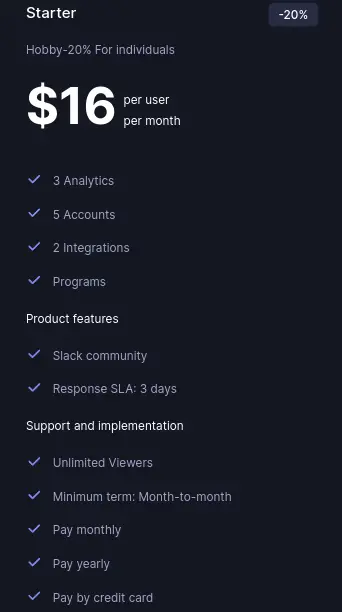 Starter
-20%
Hobby-20% For individuals
$16
per user
per month
3 Analytics
5 Accounts
2 Integrations
Programs
Product features
Slack community
Response SLA: 3 days
Support and implementation
Unlimited Viewers
Minimum term: Month-to-month
Pay monthly
Pay yearly
Pay by credit card